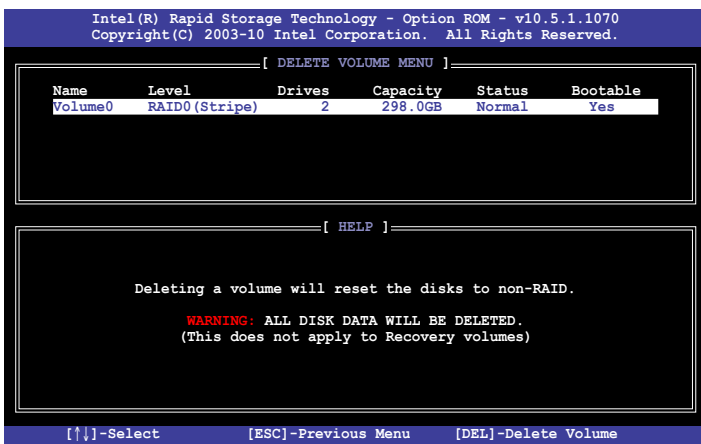 Intel(R) Rapid Storage Technology - Option ROM - v10.5.1.1070
Copyright(C) 2003-10 Intel Corporation. All Rights Reserved.
[ DELETE VOLUME MENU ]
Name Level Drives Capacity Status Bootable
Volume0 RAID0(Stripe) 2 298.0GB Normal Yes
[ HELP ]
Deleting a volume will reset the disks to non-RAID.
WARNING: ALL DISK DATA WILL BE DELETED.
(This does not apply to Recovery volumes)
[↑↓]-Select [ESC]-Previous Menu [DEL]-Delete Volume